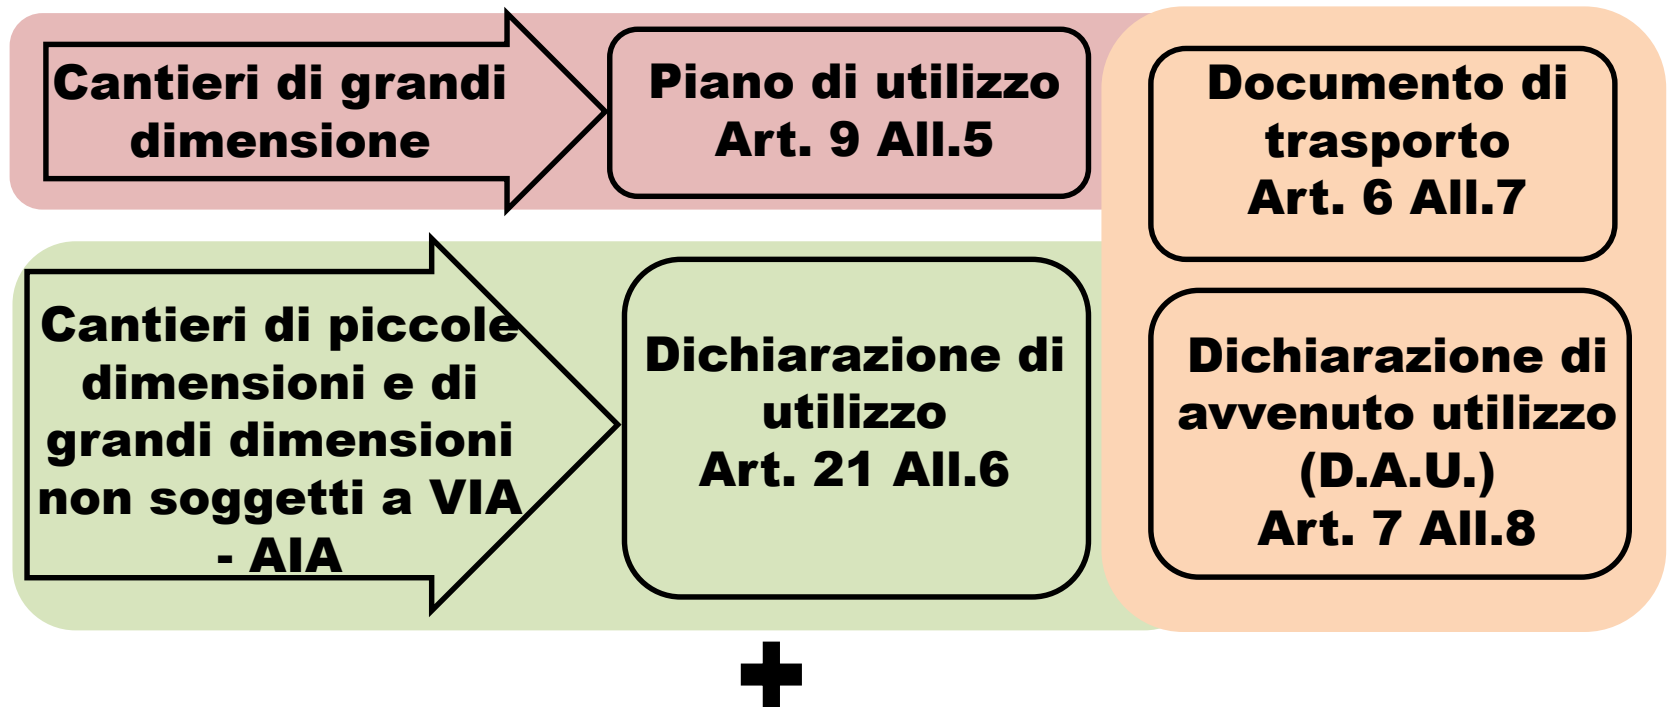 Cantieri di grandi
dimensione
Piano di utilizzo
Art. 9 All.5
Documento di
trasporto
Art. 6 All.7
Cantieri di piccole
dimensioni e di
grandi dimensioni
non soggetti a VIA
- AIA
Dichiarazione di
utilizzo
Art. 21 All.6
Dichiarazione di
avvenuto utilizzo
(D.A.U.)
Art. 7 All.8